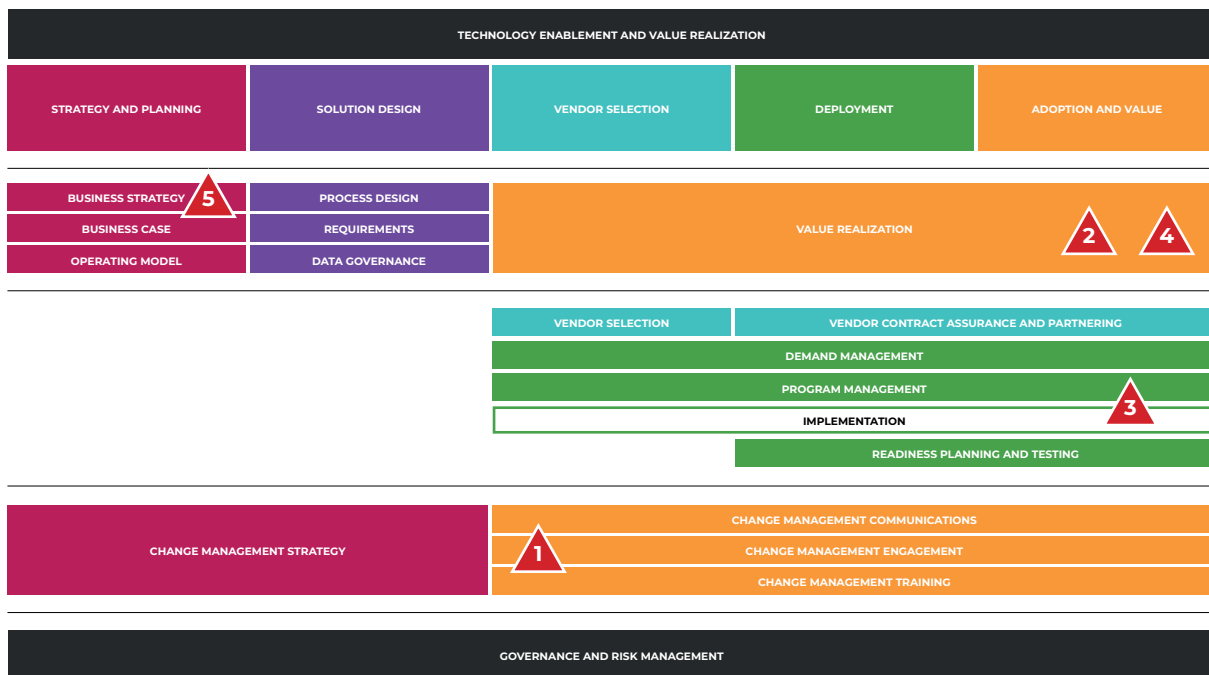 TECHNOLOGY ENABLEMENT AND VALUE REALIZATION
STRATEGY AND PLANNING
SOLUTION DESIGN
VENDOR SELECTION
DEPLOYMENT
ADOPTION AND VALUE
BUSINESS STRATEGY
5
BUSINESS CASE
OPERATING MODEL
PROCESS DESIGN
REQUIREMENTS
DATA GOVERNANCE
VALUE REALIZATION
2
4
VENDOR SELECTION
VENDOR CONTRACT ASSURANCE AND PARTNERING
DEMAND MANAGEMENT
PROGRAM MANAGEMENT
3
IMPLEMENTATION
READINESS PLANNING AND TESTING
CHANGE MANAGEMENT STRATEGY
1
CHANGE MANAGEMENT COMMUNICATIONS
CHANGE MANAGEMENT ENGAGEMENT
CHANGE MANAGEMENT TRAINING
GOVERNANCE AND RISK MANAGEMENT